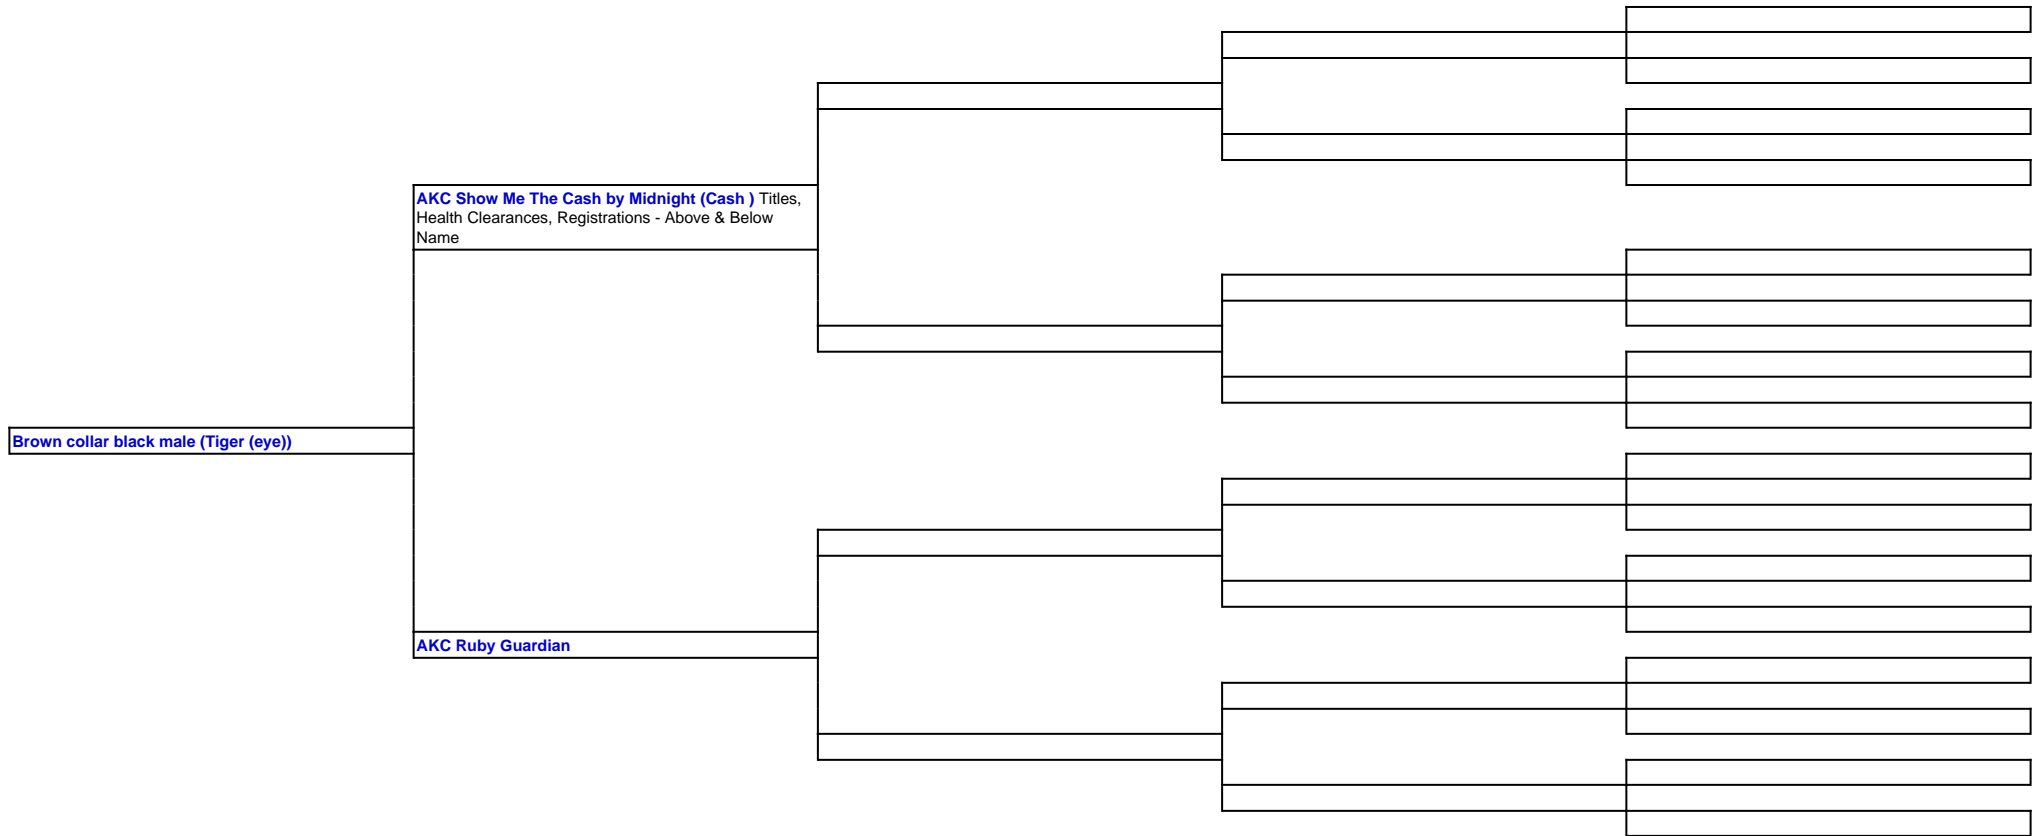 AKC Show Me The Cash by Midnight (Cash ) Titles,
Health Clearances, Registrations - Above & Below
Name
Brown collar black male (Tiger (eye))
AKC Ruby Guardian